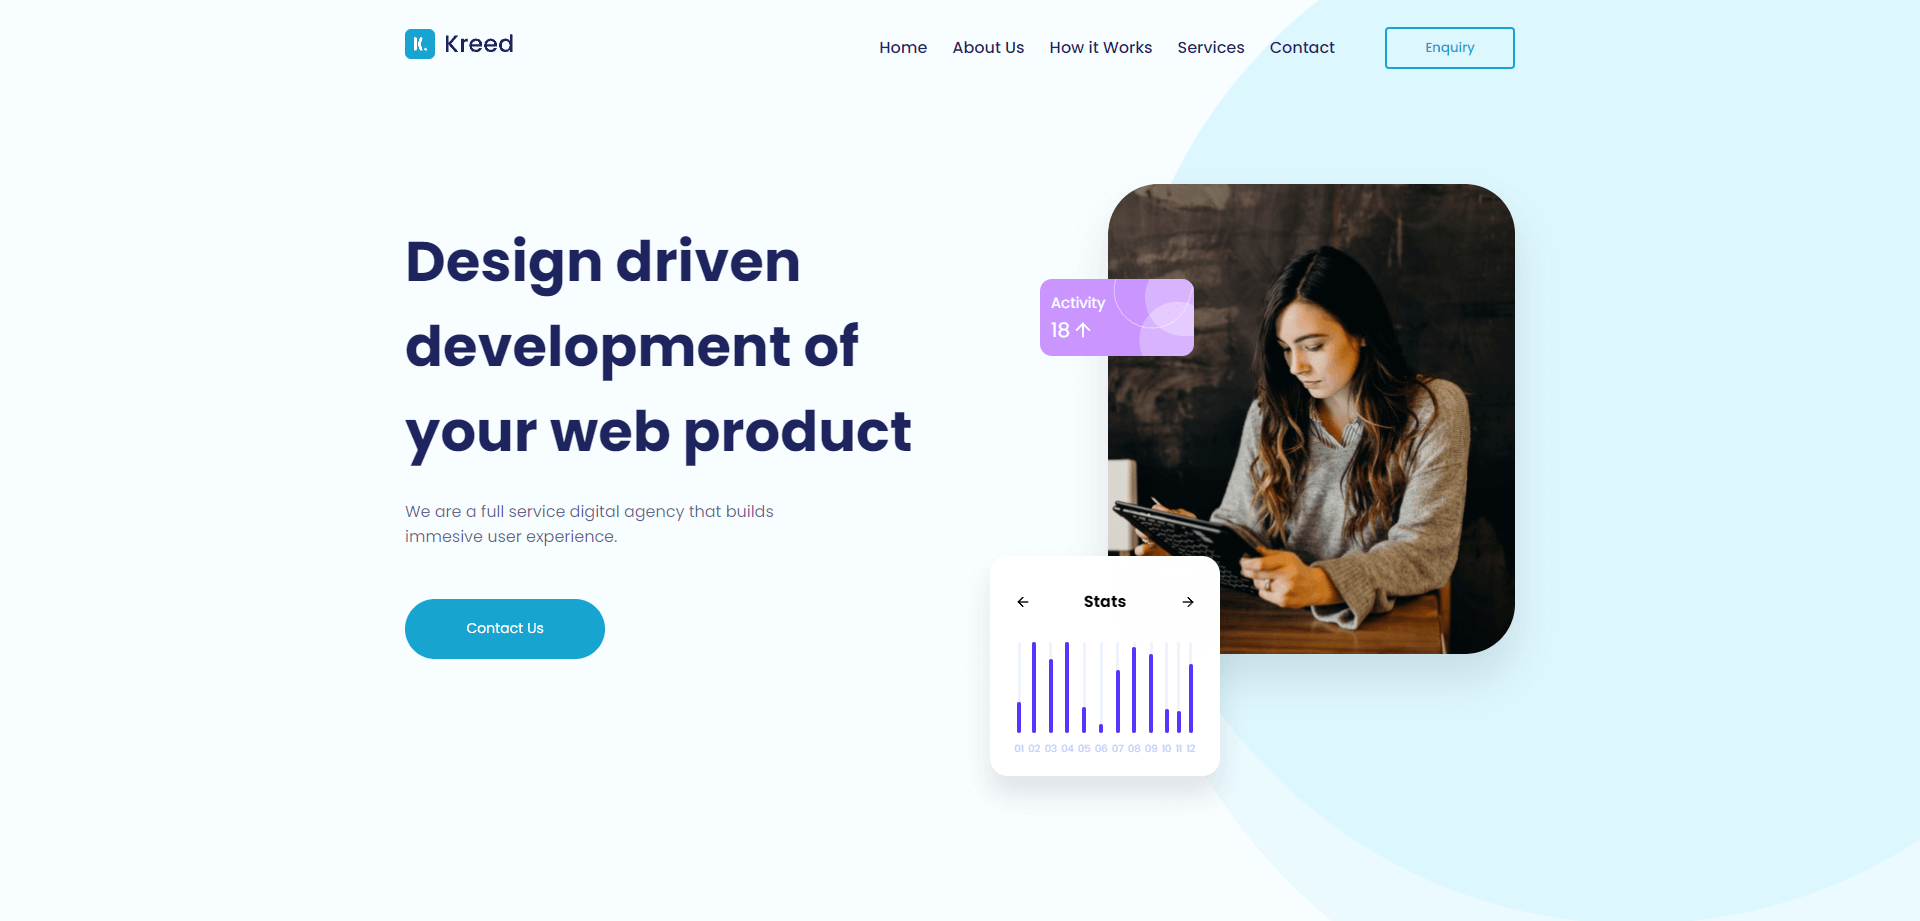 K. Kreed
Home About Us How it Works Services Contact Enquiry
Design driven
development of
your web product
We are a full service digital agency that builds
immesive user experience.
Contact Us
Activity
18 ↑
← Stats →
01 02 03 04 05 06 07 08 09 10 11 12